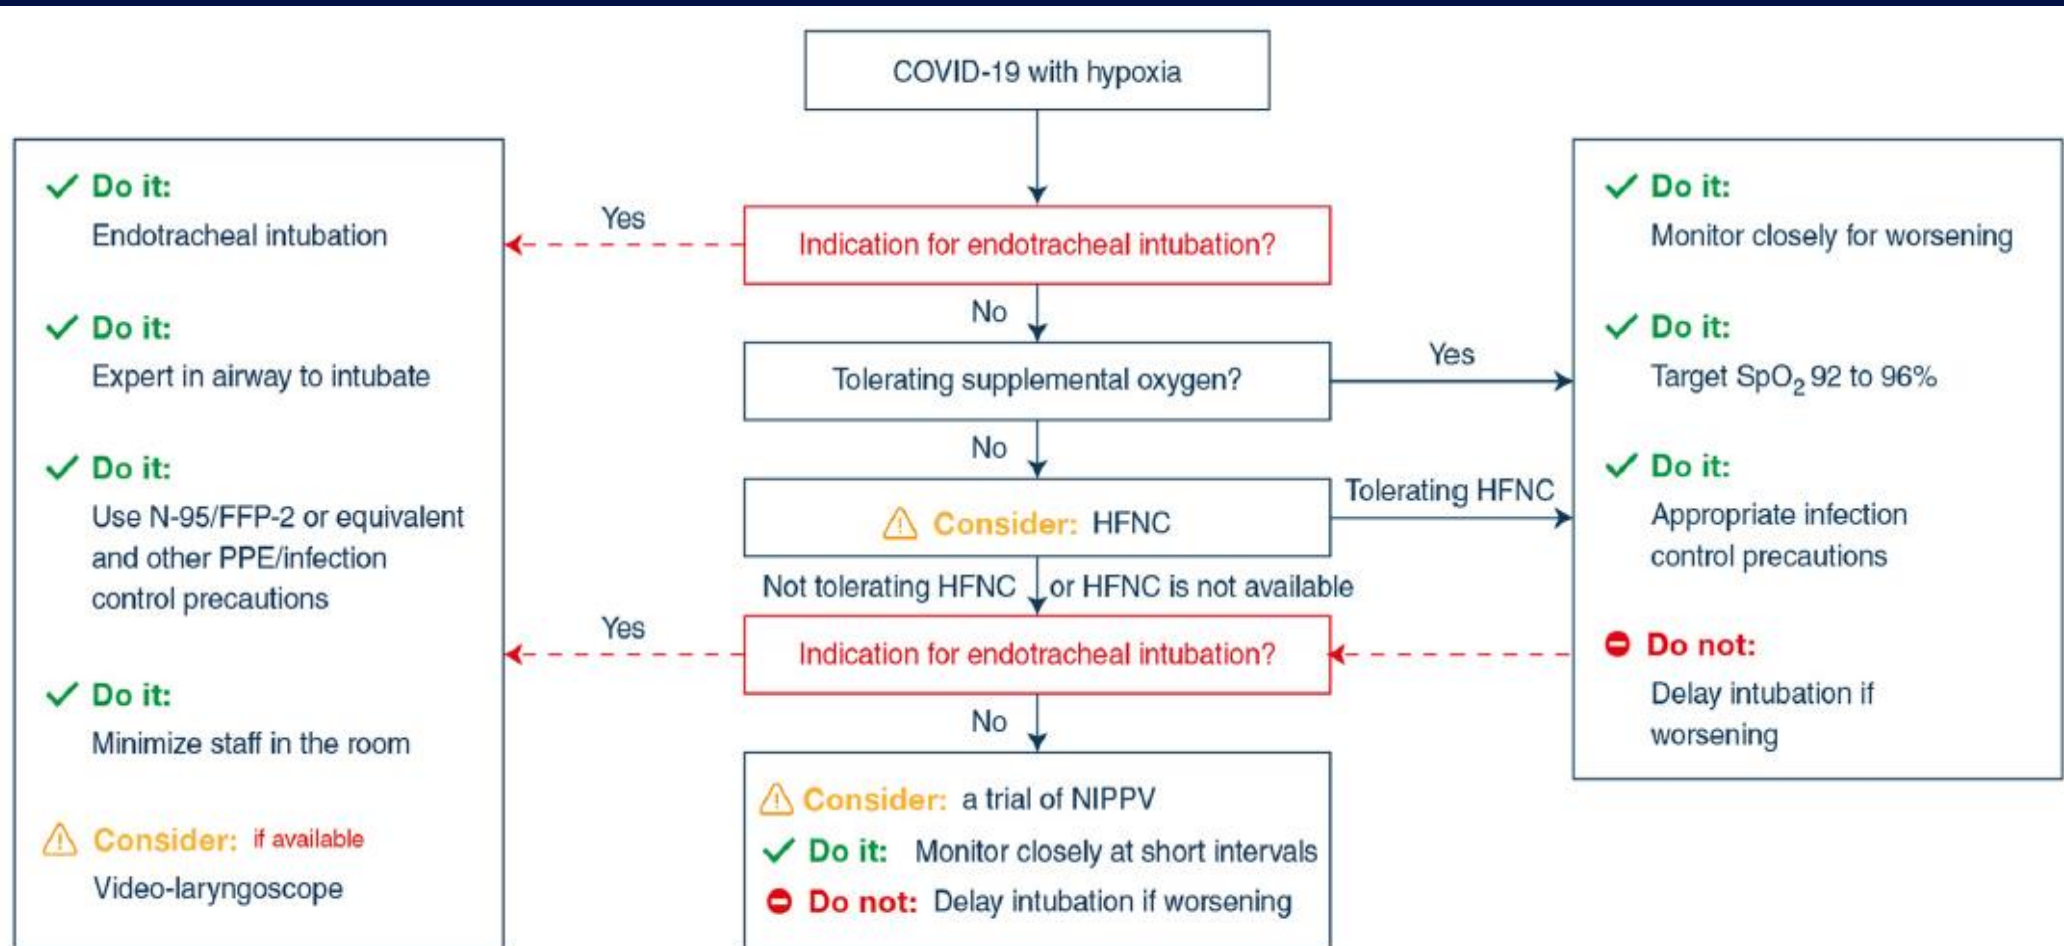 COVID-19 with hypoxia
Do it:
Endotracheal intubation
Do it:
Expert in airway to intubate
Do it:
Use N-95/FFP-2 or equivalent
and other PPE/infection
control precautions
Do it:
Minimize staff in the room
Consider: if available
Video-laryngoscope
Yes
Indication for endotracheal intubation?
No
Tolerating supplemental oxygen?
Yes
No
Consider: HFNC
Tolerating HFNC
Not tolerating HFNC or HFNC is not available
Yes
Indication for endotracheal intubation?
No
Consider: a trial of NIPPV
Do it: Monitor closely at short intervals
Do not: Delay intubation if worsening
Do it:
Monitor closely for worsening
Do it:
Target SpO₂ 92 to 96%
Do it:
Appropriate infection
control precautions
Do not:
Delay intubation if
worsening